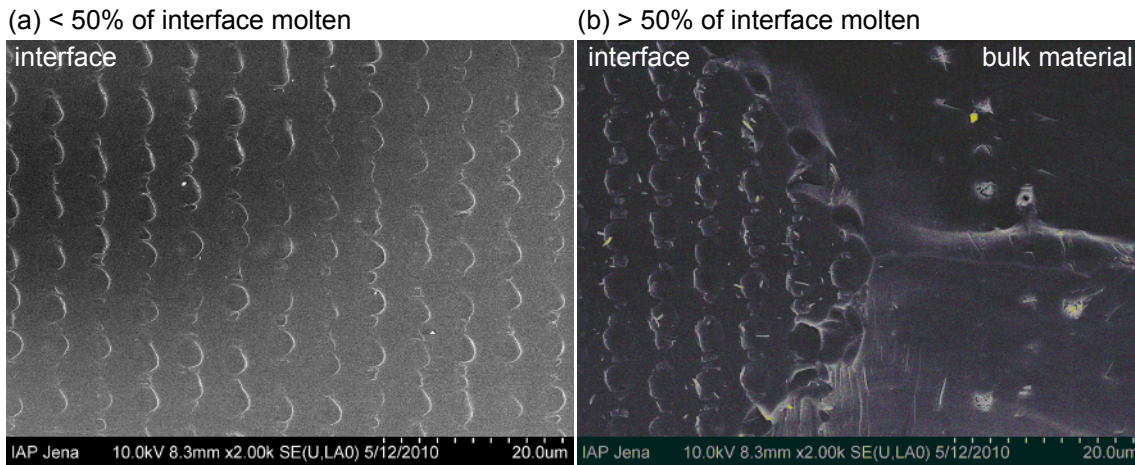 (a) < 50% of interface molten
interface
IAP Jena 10.0kV 8.3mm x2.00k SE(U,LA0) 5/12/2010 20.0um
(b) > 50% of interface molten
interface bulk material
IAP Jena 10.0kV 8.3mm x2.00k SE(U,LA0) 5/12/2010 20.0um